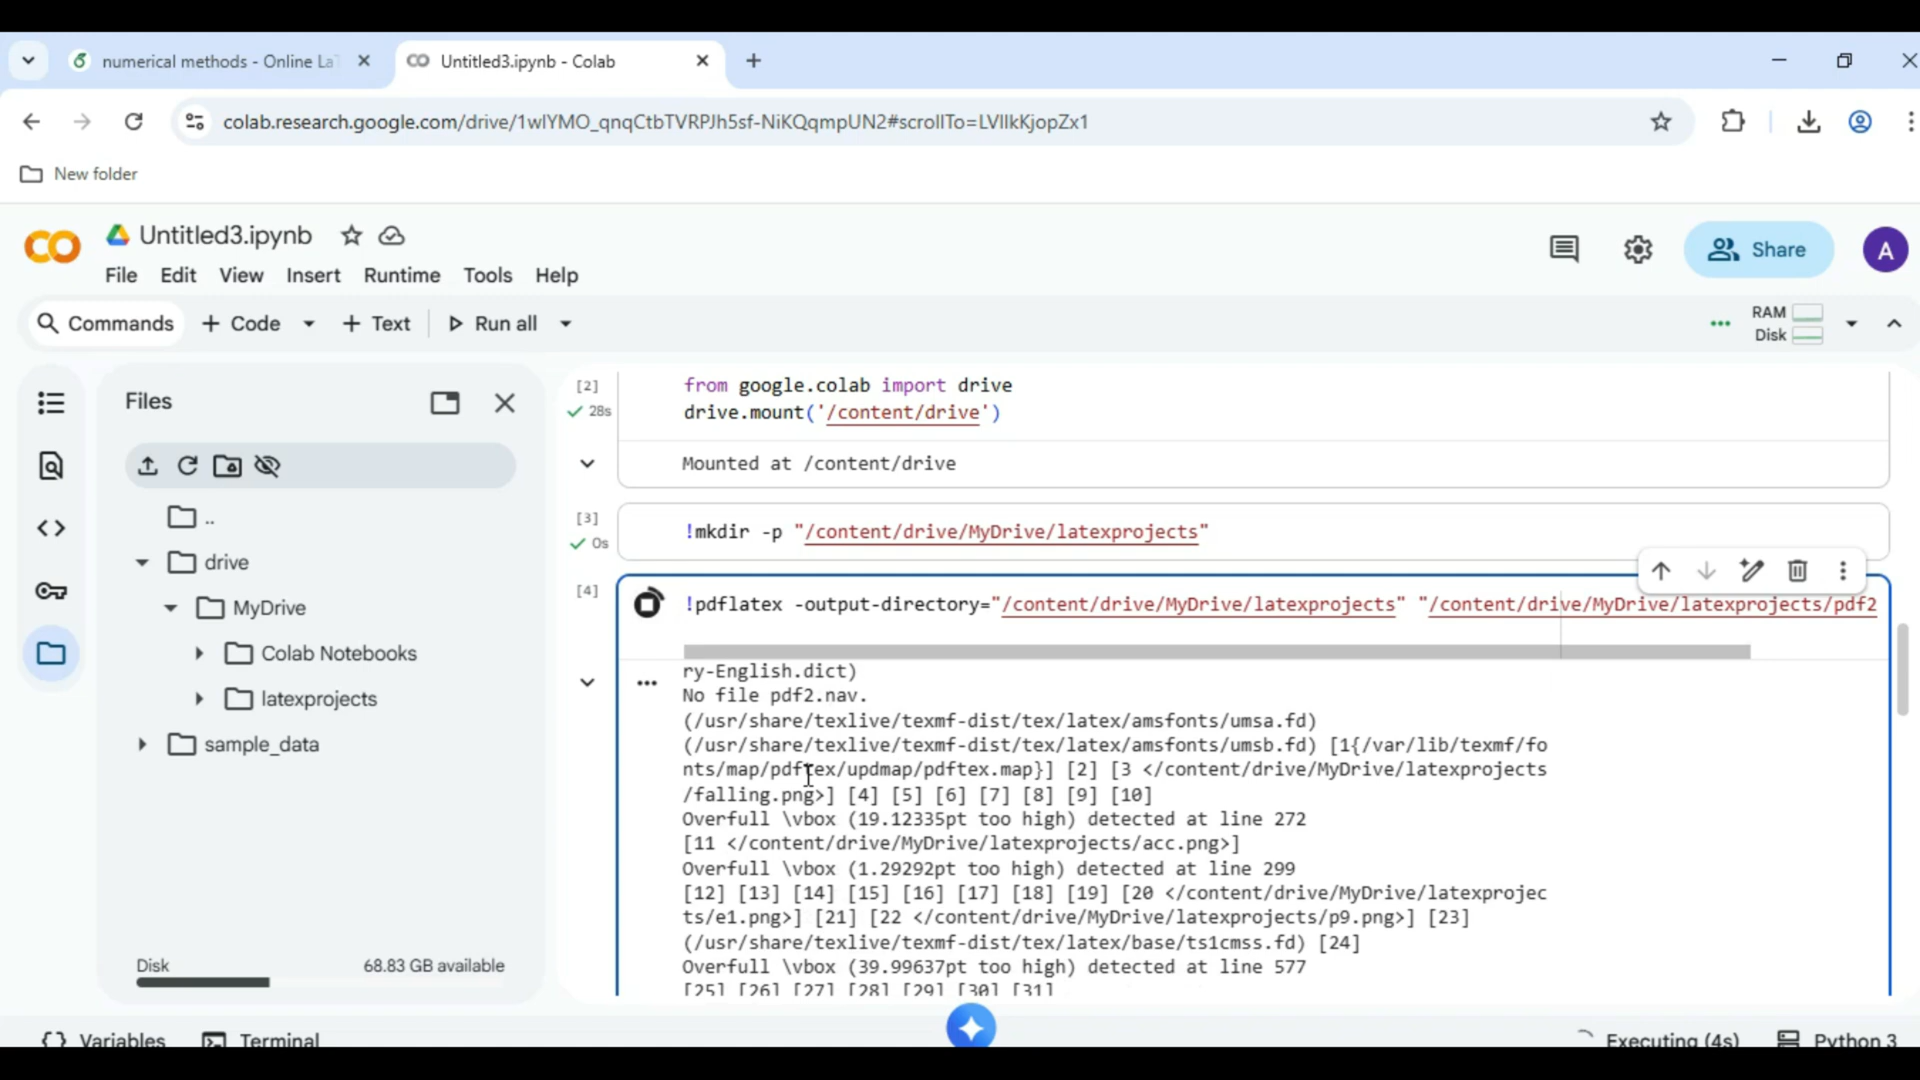 numerical methods - Online La
Untitled3.ipynb - Colab
colab.research.google.com/drive/1wlYMO_qnqCtbTVRPJh5sf-NiKQqmpUN2#scrollTo=LVIlkKjopZx1
New folder
Untitled3.ipynb
File Edit View Insert Runtime Tools Help
Share
A
Commands + Code + Text Run all
RAM
Disk
Files
..
drive
MyDrive
Colab Notebooks
latexprojects
sample_data
Disk 68.83 GB available
[2] from google.colab import drive
28s drive.mount('/content/drive')
Mounted at /content/drive
[3] !mkdir -p "/content/drive/MyDrive/latexprojects"
0s
[4] !pdflatex -output-directory="/content/drive/MyDrive/latexprojects" "/content/drive/MyDrive/latexprojects/pdf2
ry-English.dict)
No file pdf2.nav.
(/usr/share/texlive/texmf-dist/tex/latex/amsfonts/umsa.fd)
(/usr/share/texlive/texmf-dist/tex/latex/amsfonts/umsb.fd) [1{/var/lib/texmf/fo
nts/map/pdftex/updmap/pdftex.map}] [2] [3 </content/drive/MyDrive/latexprojects
/falling.png>] [4] [5] [6] [7] [8] [9] [10]
Overfull \vbox (19.12335pt too high) detected at line 272
[11 </content/drive/MyDrive/latexprojects/acc.png>]
Overfull \vbox (1.29292pt too high) detected at line 299
[12] [13] [14] [15] [16] [17] [18] [19] [20 </content/drive/MyDrive/latexprojec
ts/e1.png>] [21] [22 </content/drive/MyDrive/latexprojects/p9.png>] [23]
(/usr/share/texlive/texmf-dist/tex/latex/base/ts1cmss.fd) [24]
Overfull \vbox (39.99637pt too high) detected at line 577
[25] [26] [27] [28] [29] [30] [31]
Variables Terminal
Executing (4s) Python 3